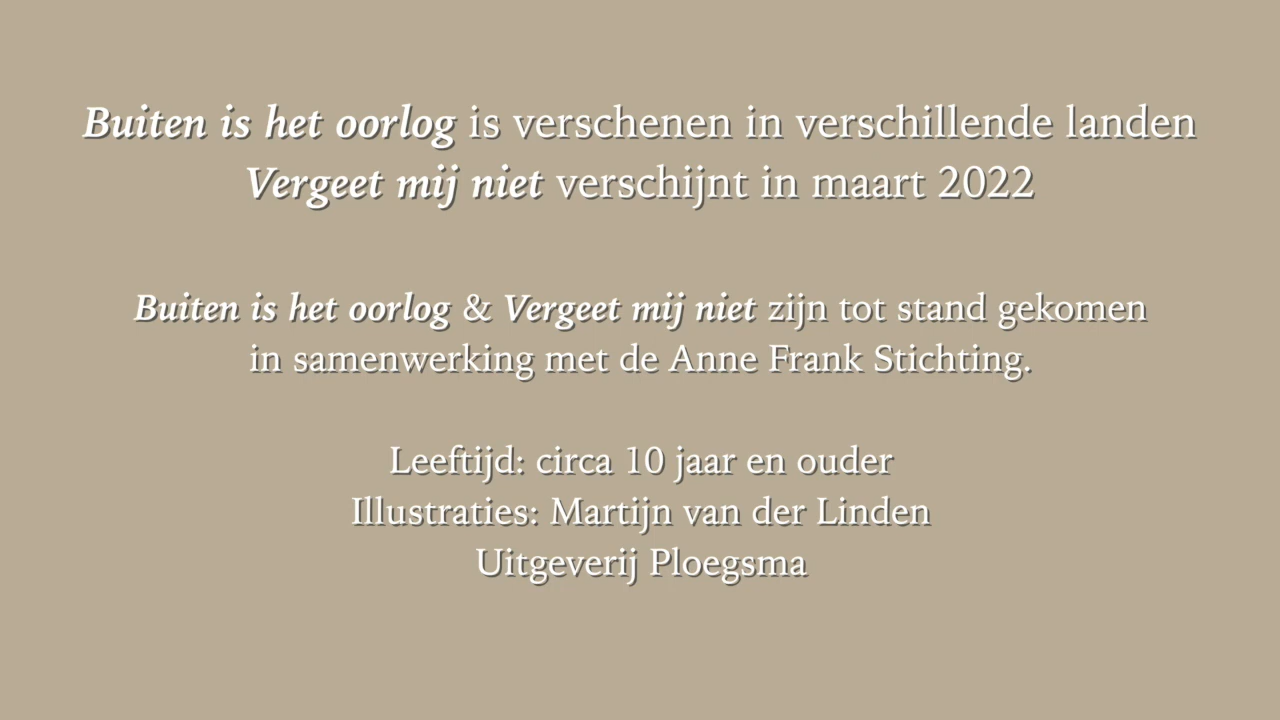 Buiten is het oorlog is verschenen in verschillende landen
Vergeet mij niet verschijnt in maart 2022
Buiten is het oorlog & Vergeet mij niet zijn tot stand gekomen
in samenwerking met de Anne Frank Stichting.
Leeftijd: circa 10 jaar en ouder
Illustraties: Martijn van der Linden
Uitgeverij Ploegsma